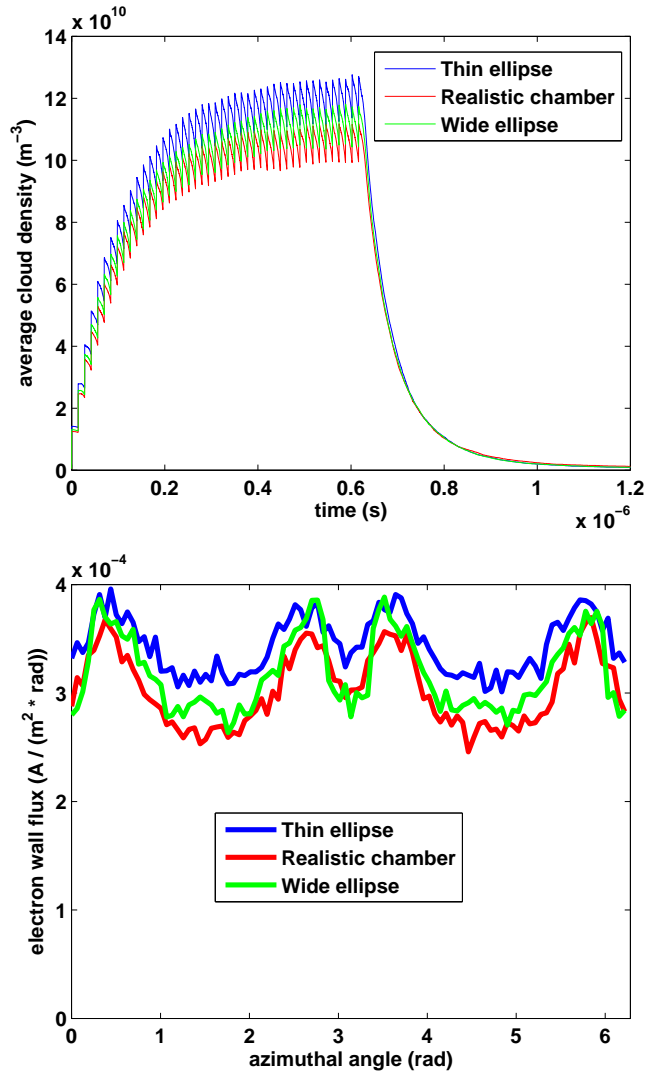 x 10^10
14
12
10
8
6
4
2
0
average cloud density (m^−3)
Thin ellipse
Realistic chamber
Wide ellipse
0 0.2 0.4 0.6 0.8 1 1.2
time (s)
x 10^−6
x 10^−4
4
3
2
1
0
electron wall flux (A / (m^2 * rad))
Thin ellipse
Realistic chamber
Wide ellipse
0 1 2 3 4 5 6
azimuthal angle (rad)